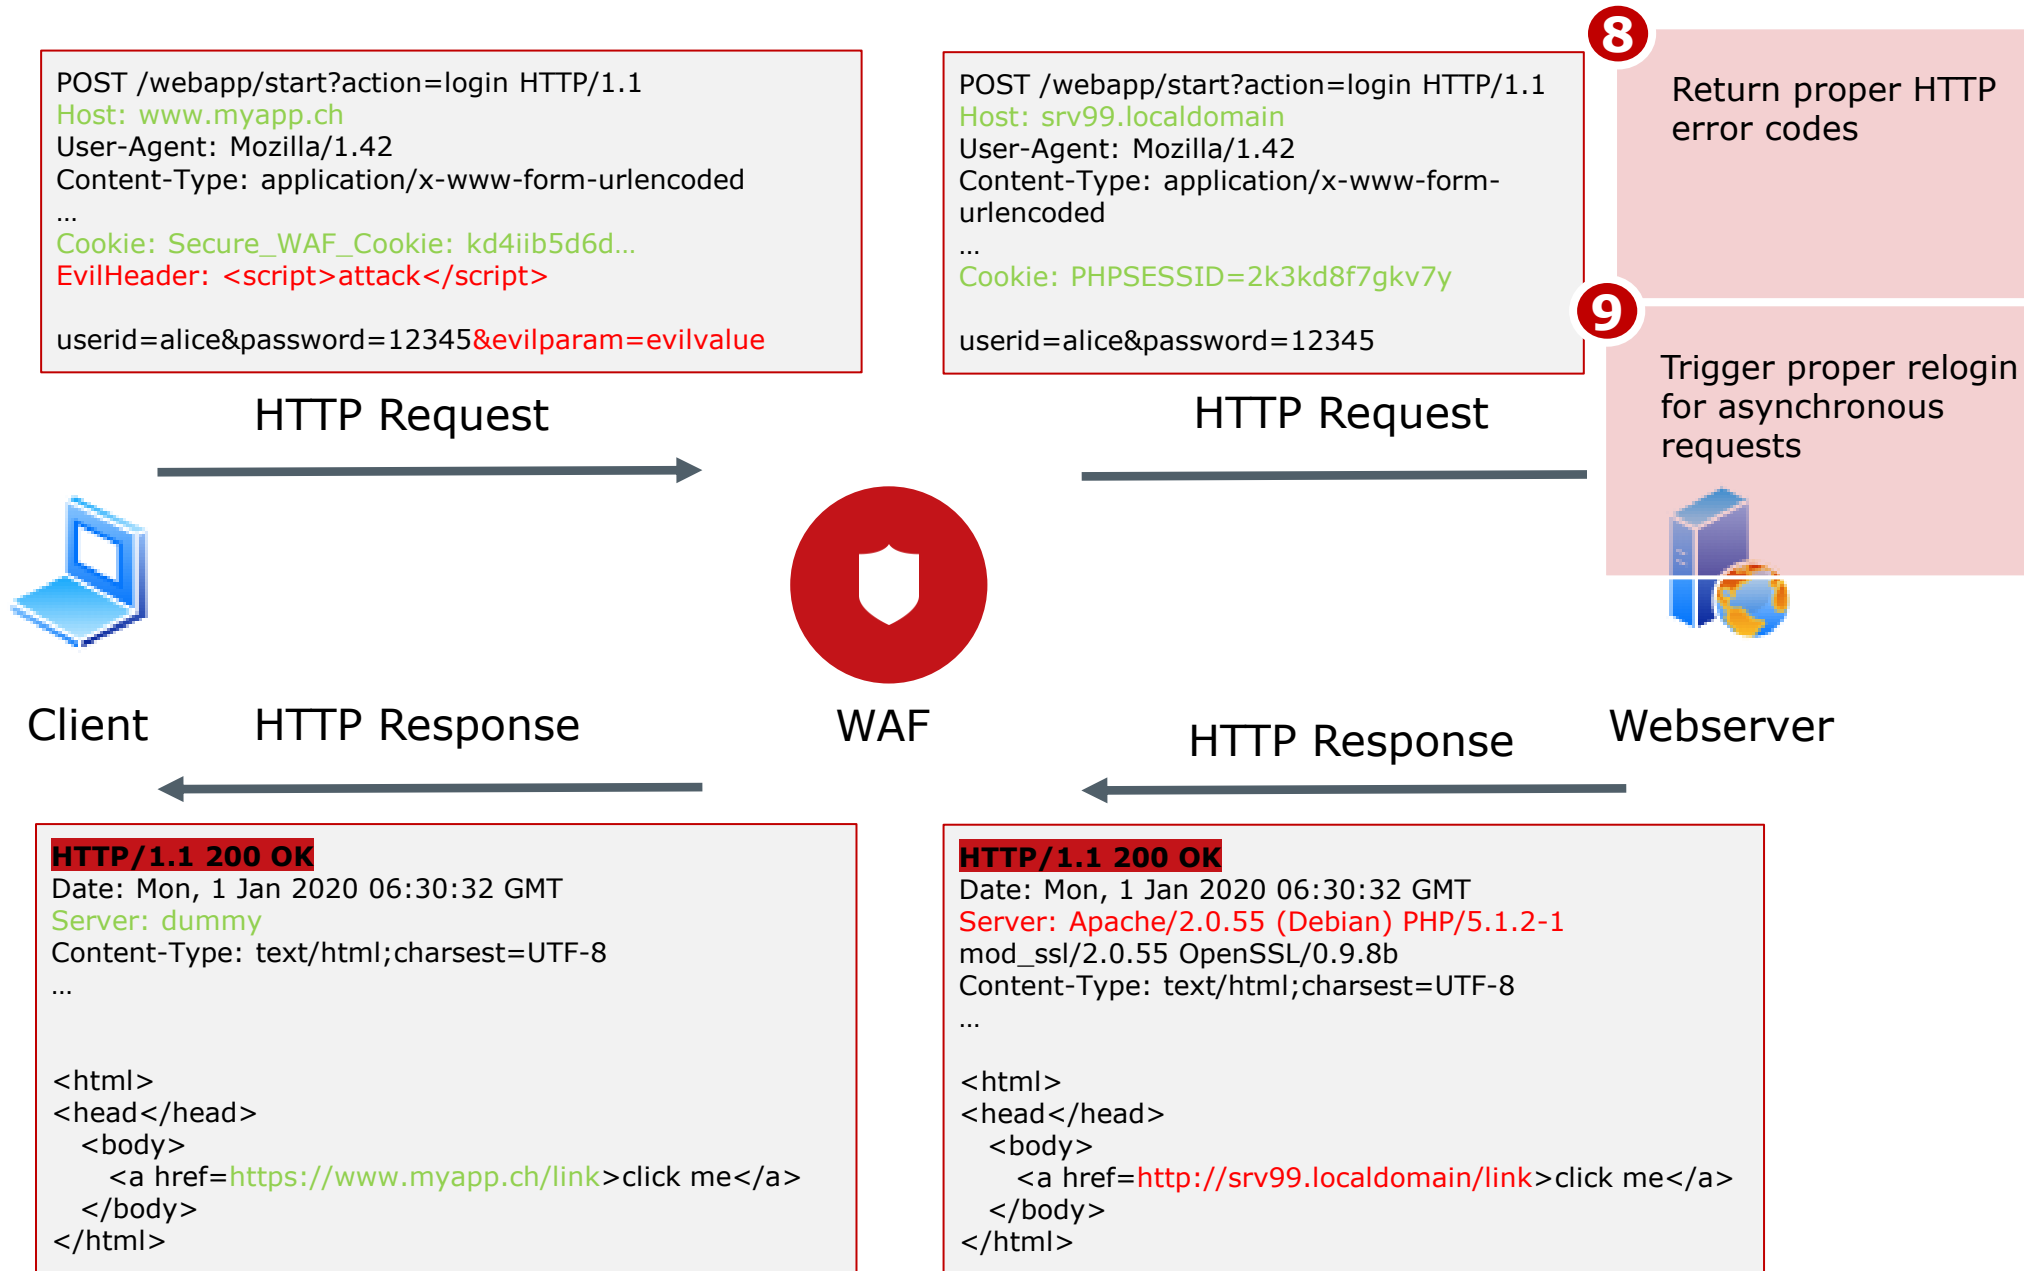 POST /webapp/start?action=login HTTP/1.1
Host: www.myapp.ch
User-Agent: Mozilla/1.42
Content-Type: application/x-www-form-urlencoded
…
Cookie: Secure_WAF_Cookie: kd4iib5d6d…
EvilHeader: <script>attack</script>
userid=alice&password=12345&evilparam=evilvalue
POST /webapp/start?action=login HTTP/1.1
Host: srv99.localdomain
User-Agent: Mozilla/1.42
Content-Type: application/x-www-form-
urlencoded
…
Cookie: PHPSESSID=2k3kd8f7gkv7y
userid=alice&password=12345
8
Return proper HTTP
error codes
9
Trigger proper relogin
for asynchronous
requests
HTTP Request
HTTP Request
Client
HTTP Response
WAF
HTTP Response
Webserver
HTTP/1.1 200 OK
Date: Mon, 1 Jan 2020 06:30:32 GMT
Server: dummy
Content-Type: text/html;charsest=UTF-8
…
<html>
<head</head>
<body>
<a href=https://www.myapp.ch/link>click me</a>
</body>
</html>
HTTP/1.1 200 OK
Date: Mon, 1 Jan 2020 06:30:32 GMT
Server: Apache/2.0.55 (Debian) PHP/5.1.2-1
mod_ssl/2.0.55 OpenSSL/0.9.8b
Content-Type: text/html;charsest=UTF-8
…
<html>
<head</head>
<body>
<a href=http://srv99.localdomain/link>click me</a>
</body>
</html>